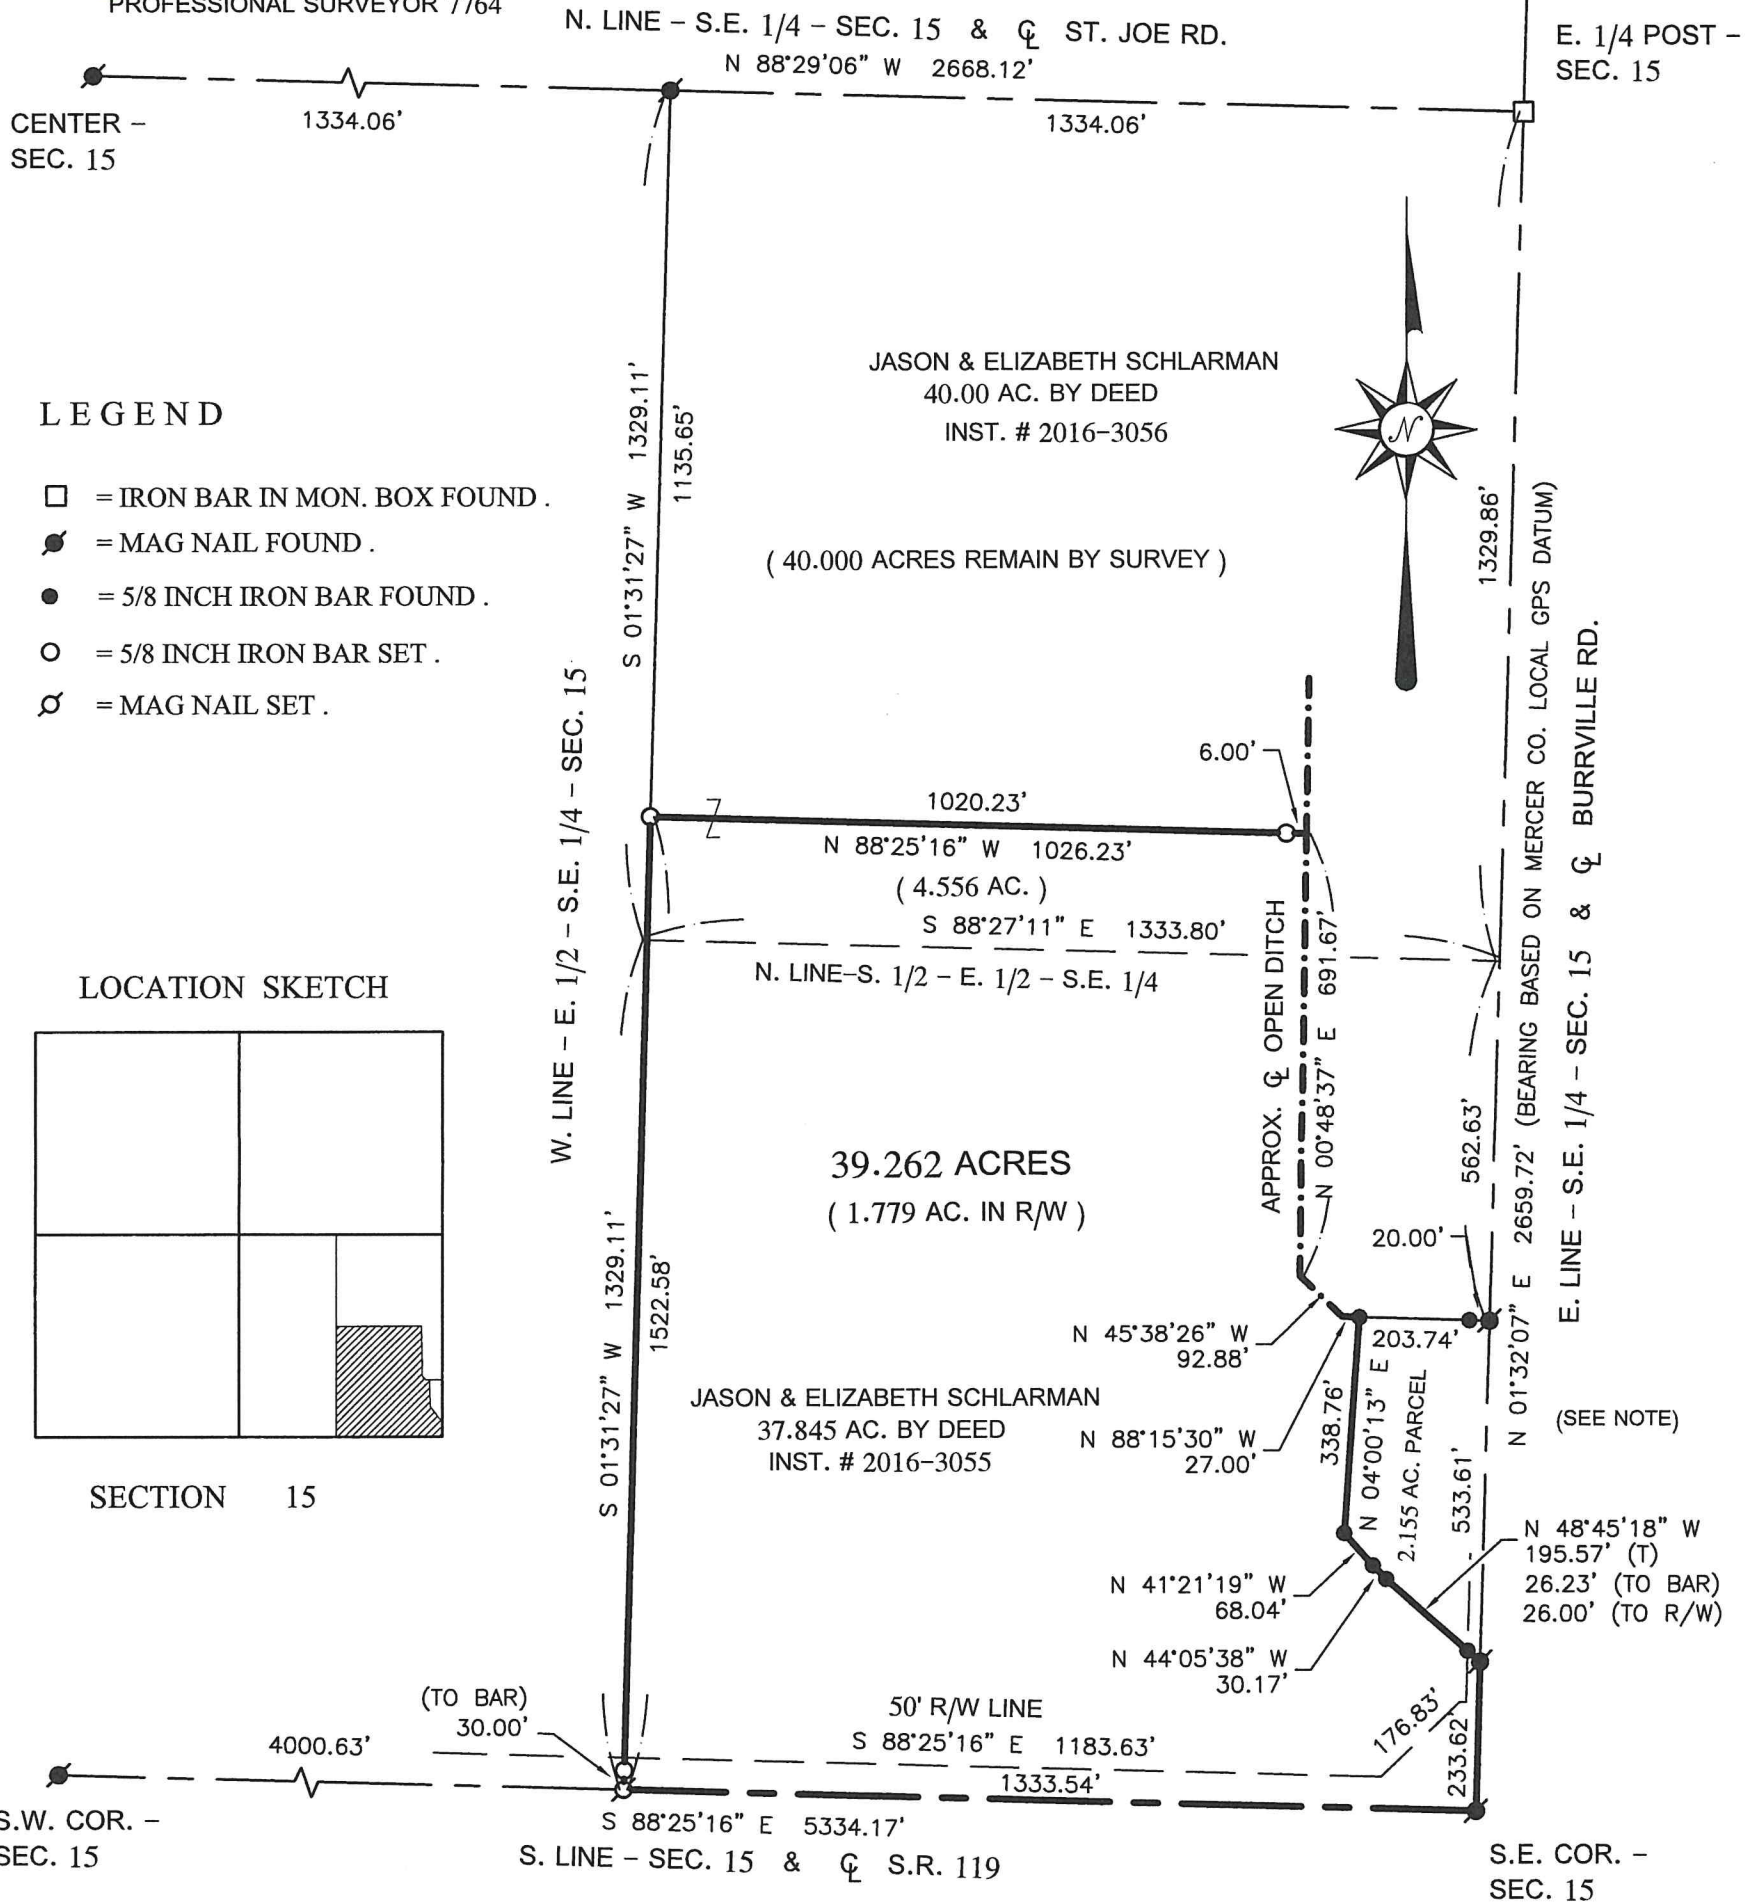 PROFESSIONAL SURVEYOR 7764
N. LINE – S.E. 1/4 – SEC. 15 & ℄ ST. JOE RD.
N 88°29'06" W 2668.12'
E. 1/4 POST –
SEC. 15
CENTER –
SEC. 15
1334.06'
1334.06'
JASON & ELIZABETH SCHLARMAN
40.00 AC. BY DEED
INST. # 2016–3056
( 40.000 ACRES REMAIN BY SURVEY )
N
LEGEND
= IRON BAR IN MON. BOX FOUND .
= MAG NAIL FOUND .
= 5/8 INCH IRON BAR FOUND .
= 5/8 INCH IRON BAR SET .
= MAG NAIL SET .
S 01°31'27" W 1329.11'
1135.65'
W. LINE – E. 1/2 – S.E. 1/4 – SEC. 15
1329.86'
N 01°32'07" E 2659.72' (BEARING BASED ON MERCER CO. LOCAL GPS DATUM)
E. LINE – S.E. 1/4 – SEC. 15 & ℄ BURRVILLE RD.
(SEE NOTE)
6.00'
1020.23'
N 88°25'16" W 1026.23'
( 4.556 AC. )
S 88°27'11" E 1333.80'
N. LINE–S. 1/2 – E. 1/2 – S.E. 1/4
APPROX. ℄ OPEN DITCH
N 00°48'37" E 691.67'
562.63'
LOCATION SKETCH
SECTION 15
39.262 ACRES
( 1.779 AC. IN R/W )
S 01°31'27" W 1329.11'
1522.58'
20.00'
203.74'
N 45°38'26" W
92.88'
JASON & ELIZABETH SCHLARMAN
37.845 AC. BY DEED
INST. # 2016–3055
N 88°15'30" W
27.00'
338.76'
N 04°00'13" E
2.155 AC. PARCEL
533.61'
N 48°45'18" W
195.57' (T)
26.23' (TO BAR)
26.00' (TO R/W)
N 41°21'19" W
68.04'
N 44°05'38" W
30.17'
(TO BAR)
30.00'
50' R/W LINE
S 88°25'16" E 1183.63'
176.83'
233.62'
4000.63'
1333.54'
S 88°25'16" E 5334.17'
S. LINE – SEC. 15 & ℄ S.R. 119
S.W. COR. –
SEC. 15
S.E. COR. –
SEC. 15